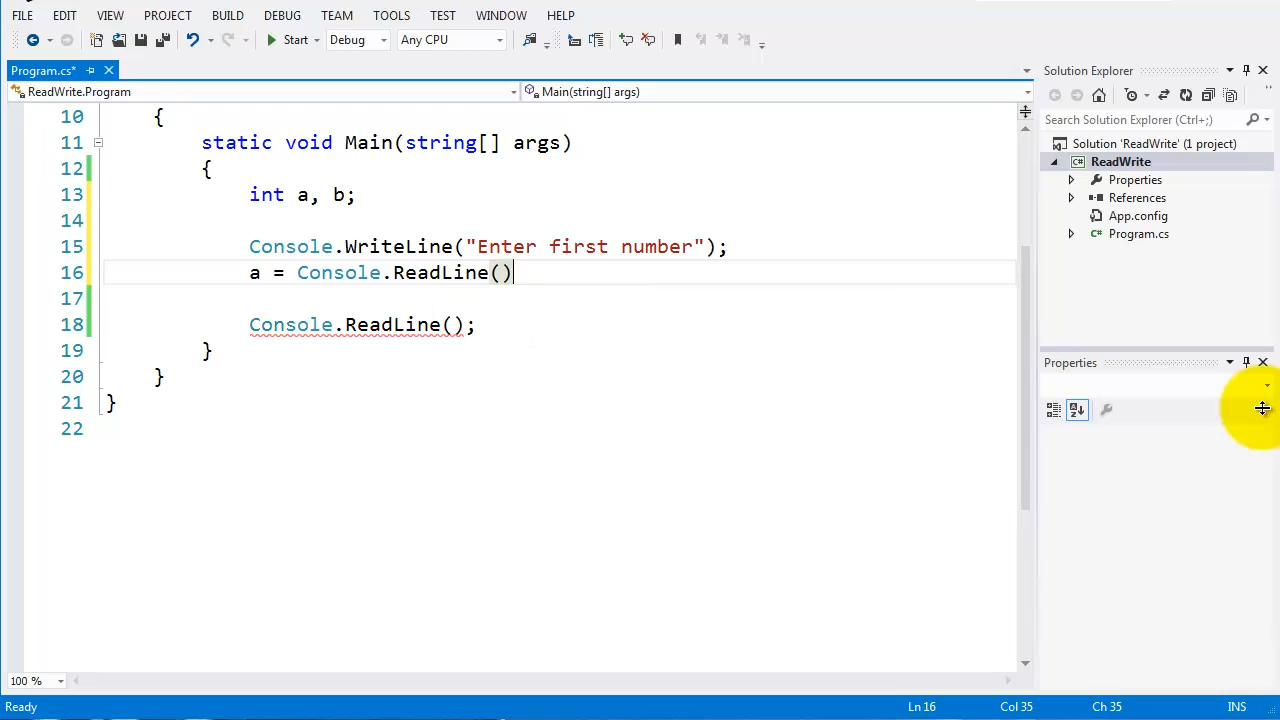 FILE EDIT VIEW PROJECT BUILD DEBUG TEAM TOOLS TEST WINDOW HELP
Start Debug Any CPU
Program.cs*
Solution Explorer
ReadWrite.Program
Main(string[] args)
Search Solution Explorer (Ctrl+;)
Solution 'ReadWrite' (1 project)
ReadWrite
Properties
References
App.config
Program.cs
10 {
11 static void Main(string[] args)
12 {
13 int a, b;
14
15 Console.WriteLine("Enter first number");
16 a = Console.ReadLine()
17
18 Console.ReadLine();
19 }
20 }
21 }
22
Properties
100 %
Ready
Ln 16
Col 35
Ch 35
INS